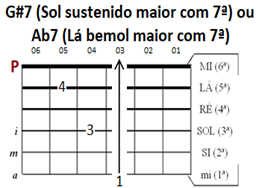 G#7 (Sol sustenido maior com 7ª) ou
Ab7 (Lá bemol maior com 7ª)
06 05 04 03 02 01
P MI (6ª)
4 LÀ (5ª)
RÉ (4ª)
i 3 SOL (3ª)
m SI (2ª)
a 1 mi (1ª)